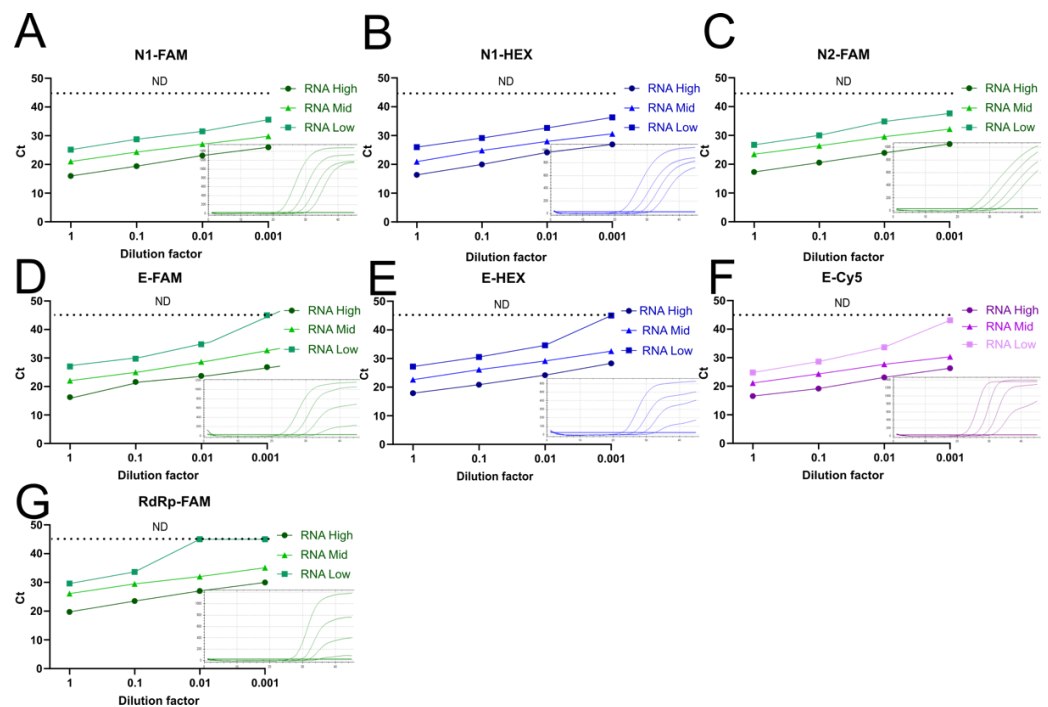 A
N1-FAM
50
40
30
20
10
0
Ct
ND
RNA High
RNA Mid
RNA Low
1
0.1
0.01
0.001
Dilution factor
B
N1-HEX
50
40
30
20
10
0
Ct
ND
RNA High
RNA Mid
RNA Low
1
0.1
0.01
0.001
Dilution factor
C
N2-FAM
50
40
30
20
10
0
Ct
ND
RNA High
RNA Mid
RNA Low
1
0.1
0.01
0.001
Dilution factor
D
E-FAM
50
40
30
20
10
0
Ct
ND
RNA High
RNA Mid
RNA Low
1
0.1
0.01
0.001
Dilution factor
E
E-HEX
50
40
30
20
10
0
Ct
ND
RNA High
RNA Mid
RNA Low
1
0.1
0.01
0.001
Dilution factor
F
E-Cy5
50
40
30
20
10
0
Ct
ND
RNA High
RNA Mid
RNA Low
1
0.1
0.01
0.001
Dilution factor
G
RdRp-FAM
50
40
30
20
10
0
Ct
ND
RNA High
RNA Mid
RNA Low
1
0.1
0.01
0.001
Dilution factor